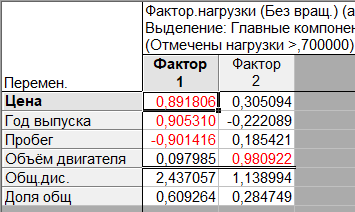 Фактор.нагрузки (Без вращ.) (а
Выделение: Главные компонен
(Отмечены нагрузки >,700000)
Перемен. Фактор 1 Фактор 2
Цена 0,891806 0,305094
Год выпуска 0,905310 -0,222089
Пробег -0,901416 0,185421
Объём двигателя 0,097985 0,980922
Общ.дис. 2,437057 1,138994
Доля общ 0,609264 0,284749